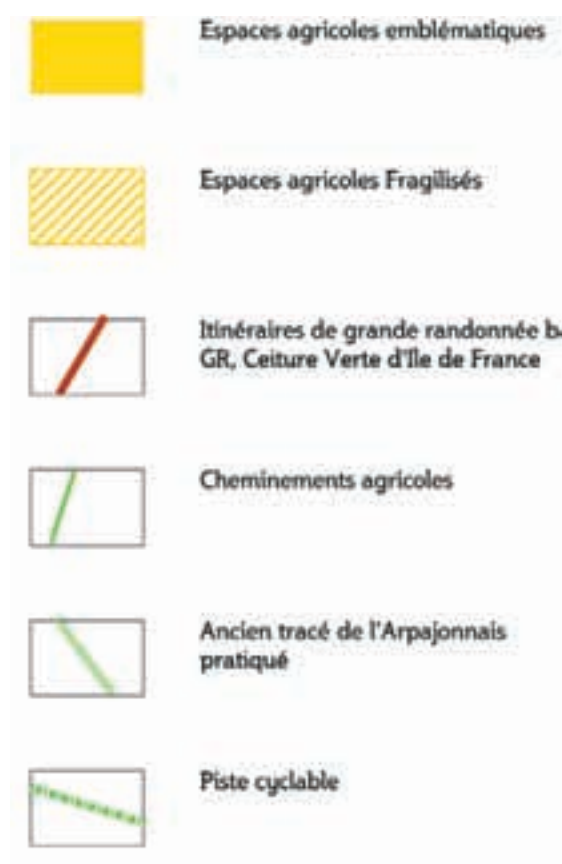 Espaces agricoles emblématiques
Espaces agricoles Fragilisés
Itinéraires de grande randonnée
GR, Ceiture Verte d'Ile de France
Cheminements agricoles
Ancien tracé de l'Arpajonnais
pratiqué
Piste cyclable